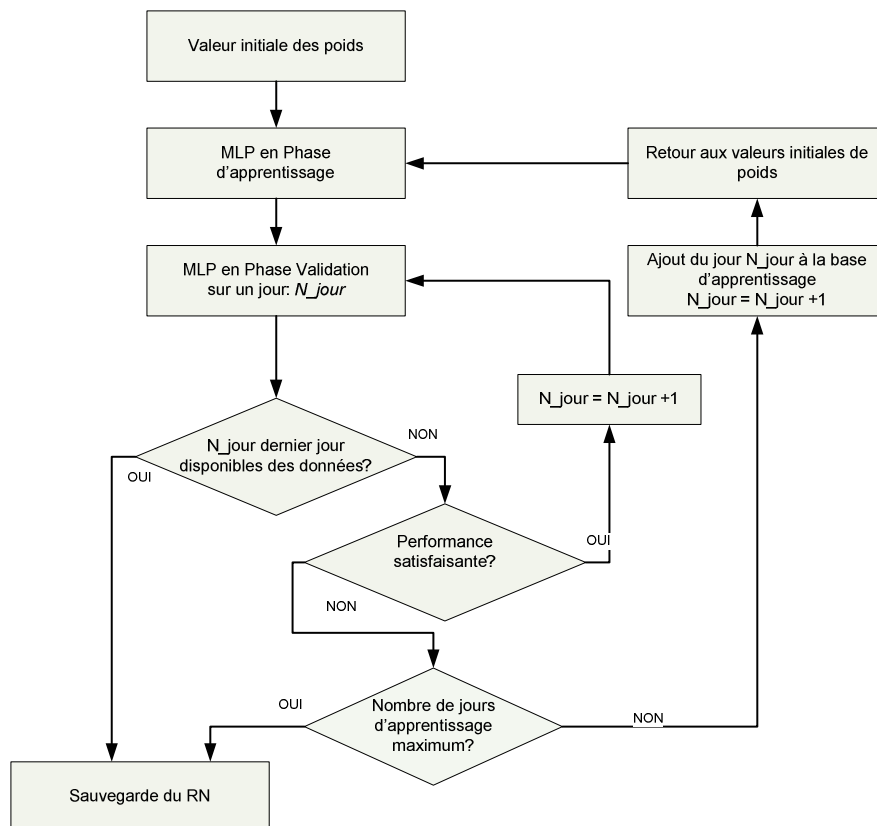 Valeur initiale des poids
MLP en Phase
d'apprentissage
Retour aux valeurs initiales de
poids
MLP en Phase Validation
sur un jour: N_jour
Ajout du jour N_jour à la base
d'apprentissage
N_jour = N_jour +1
N_jour = N_jour +1
N_jour dernier jour
disponibles des données?
NON
OUI
Performance
satisfaisante?
OUI
NON
Nombre de jours
d'apprentissage
maximum?
OUI
NON
Sauvegarde du RN